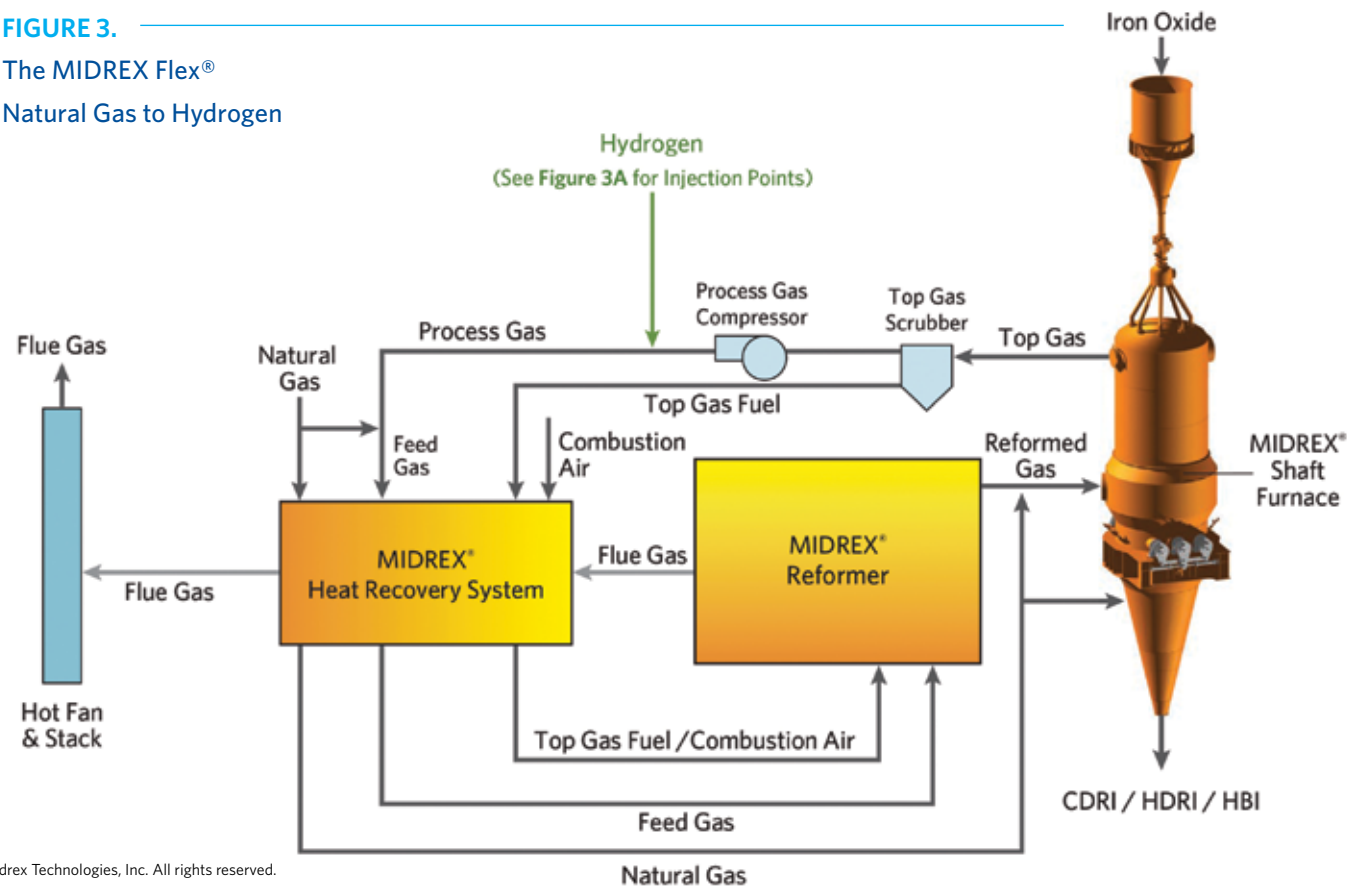 FIGURE 3.
The MIDREX Flex®
Natural Gas to Hydrogen
Iron Oxide
Hydrogen
(See Figure 3A for Injection Points)
Process Gas
Compressor
Top Gas
Scrubber
Process Gas
Top Gas
Flue Gas
Natural
Gas
Top Gas Fuel
Feed
Gas
Combustion
Air
Reformed
Gas
MIDREX®
Shaft
Furnace
MIDREX®
Heat Recovery System
Flue Gas
MIDREX®
Reformer
Flue Gas
Hot Fan
& Stack
Top Gas Fuel /Combustion Air
CDRI / HDRI / HBI
Feed Gas
drex Technologies, Inc. All rights reserved.
Natural Gas